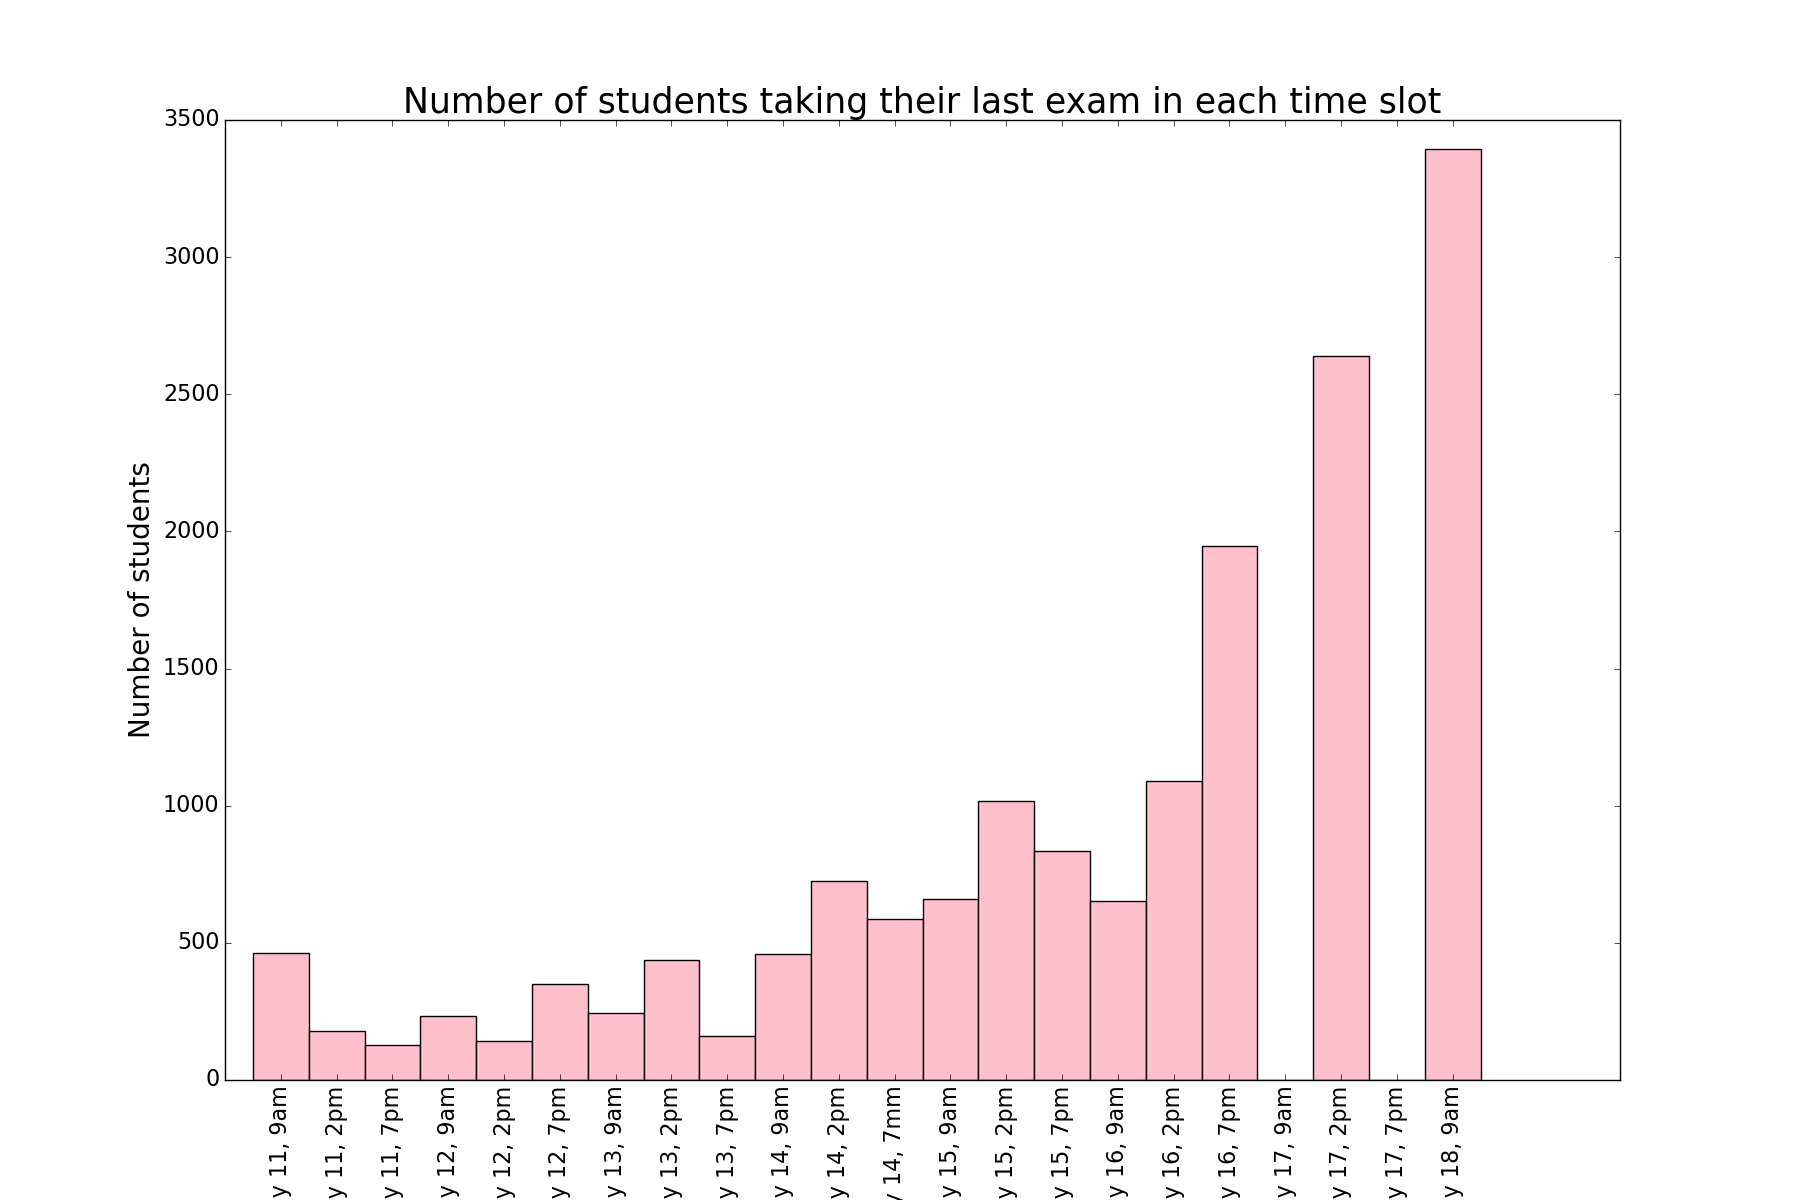 Number of students taking their last exam in each time slot
3500
3000
2500
2000
1500
1000
500
0
Number of students
y 11, 9am
y 11, 2pm
y 11, 7pm
y 12, 9am
y 12, 2pm
y 12, 7pm
y 13, 9am
y 13, 2pm
y 13, 7pm
y 14, 9am
y 14, 2pm
y 14, 7mm
y 15, 9am
y 15, 2pm
y 15, 7pm
y 16, 9am
y 16, 2pm
y 16, 7pm
y 17, 9am
y 17, 2pm
y 17, 7pm
y 18, 9am